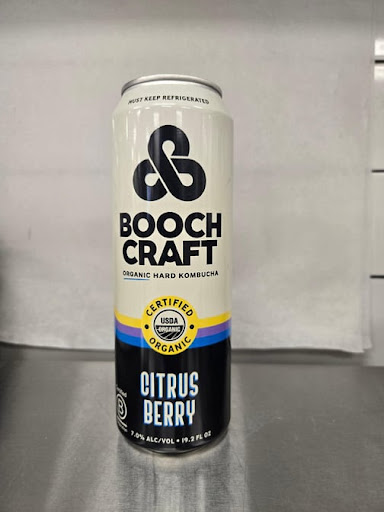 MUST KEEP REFRIGERATED
BOOCH
CRAFT
ORGANIC HARD KOMBUCHA
CERTIFIED
USDA
ORGANIC
ORGANIC
CITRUS
BERRY
Certified
B
7.0% ALC/VOL • 19.2 FL OZ